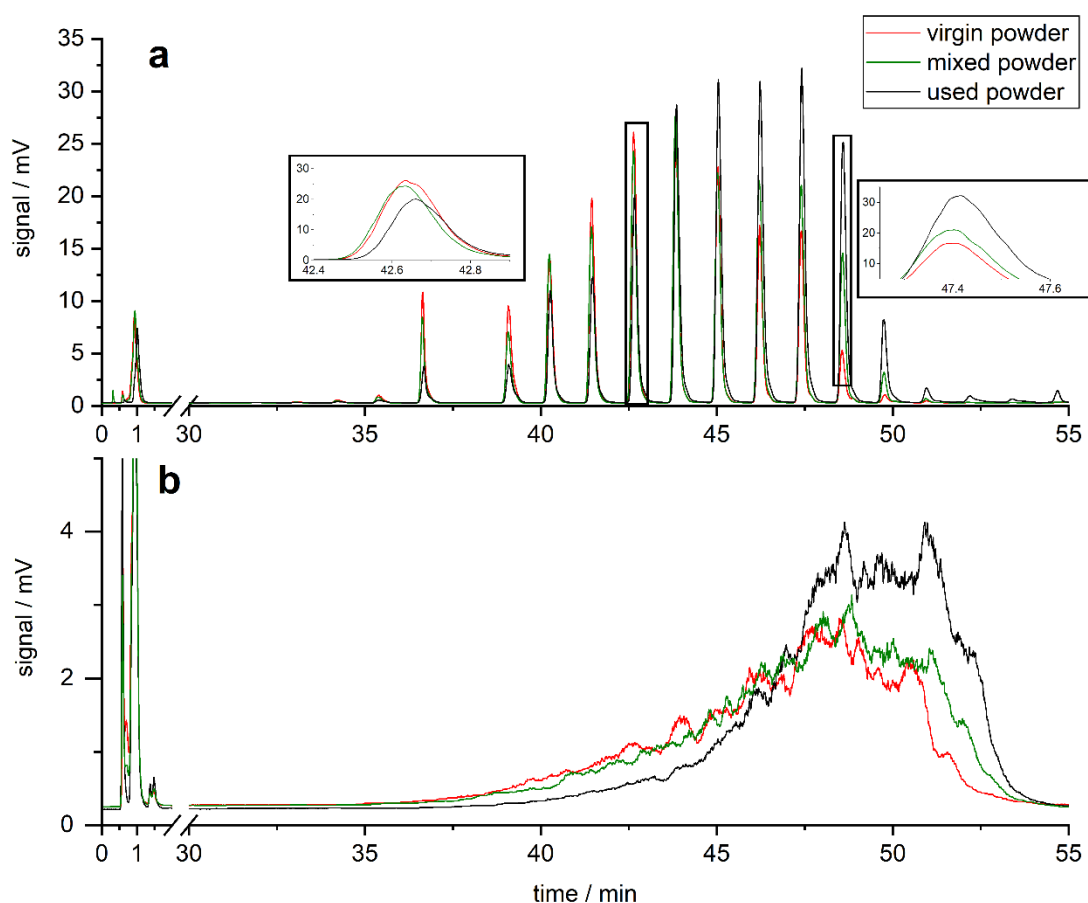 a
virgin powder
mixed powder
used powder
signal / mV
35
30
25
20
15
10
5
0
30
20
10
0
42.4 42.6 42.8
30
20
10
47.4 47.6
0 1 30 35 40 45 50 55
b
signal / mV
4
2
0
0 1 30 35 40 45 50 55
time / min